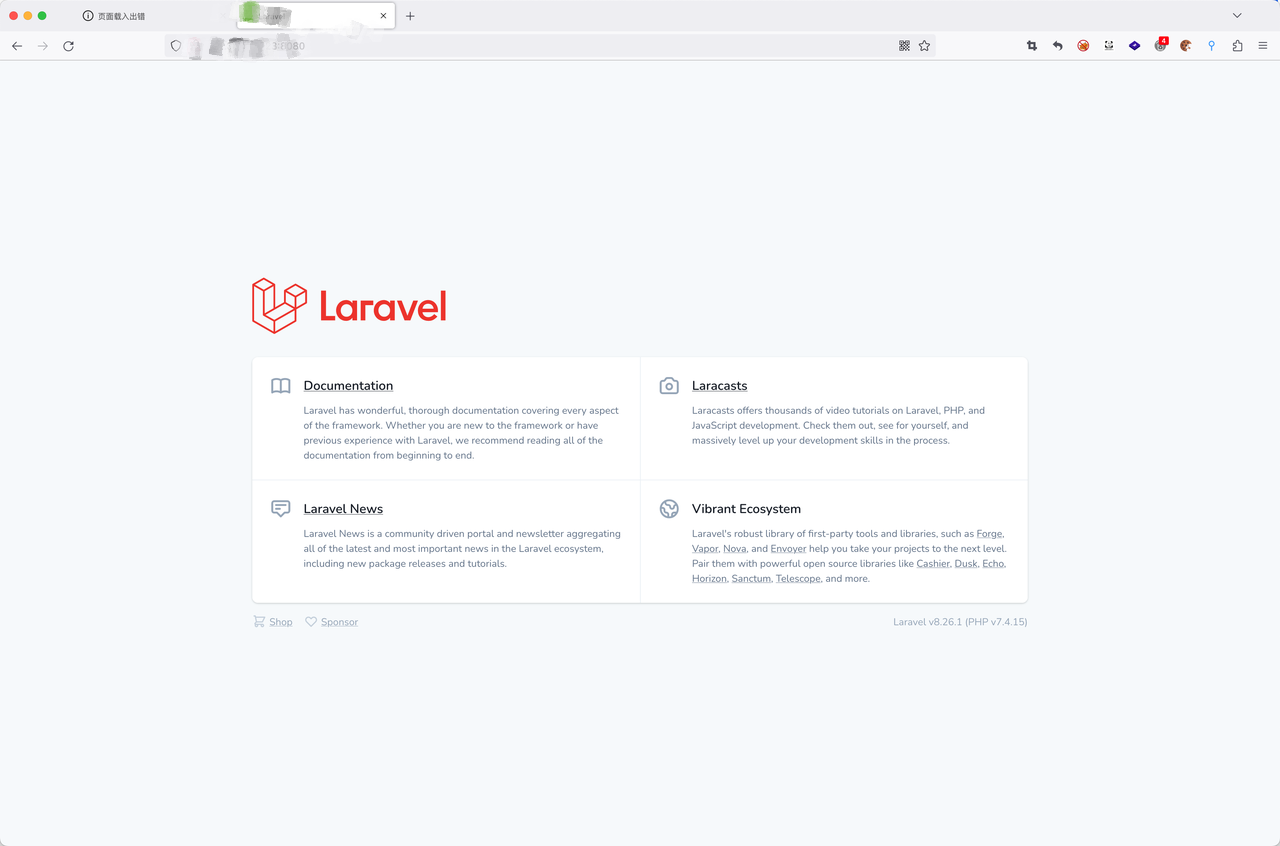 页面载入出错
8080
4
Laravel
Documentation
Laravel has wonderful, thorough documentation covering every aspect
of the framework. Whether you are new to the framework or have
previous experience with Laravel, we recommend reading all of the
documentation from beginning to end.
Laracasts
Laracasts offers thousands of video tutorials on Laravel, PHP, and
JavaScript development. Check them out, see for yourself, and
massively level up your development skills in the process.
Laravel News
Laravel News is a community driven portal and newsletter aggregating
all of the latest and most important news in the Laravel ecosystem,
including new package releases and tutorials.
Vibrant Ecosystem
Laravel's robust library of first-party tools and libraries, such as Forge,
Vapor, Nova, and Envoyer help you take your projects to the next level.
Pair them with powerful open source libraries like Cashier, Dusk, Echo,
Horizon, Sanctum, Telescope, and more.
Shop Sponsor
Laravel v8.26.1 (PHP v7.4.15)